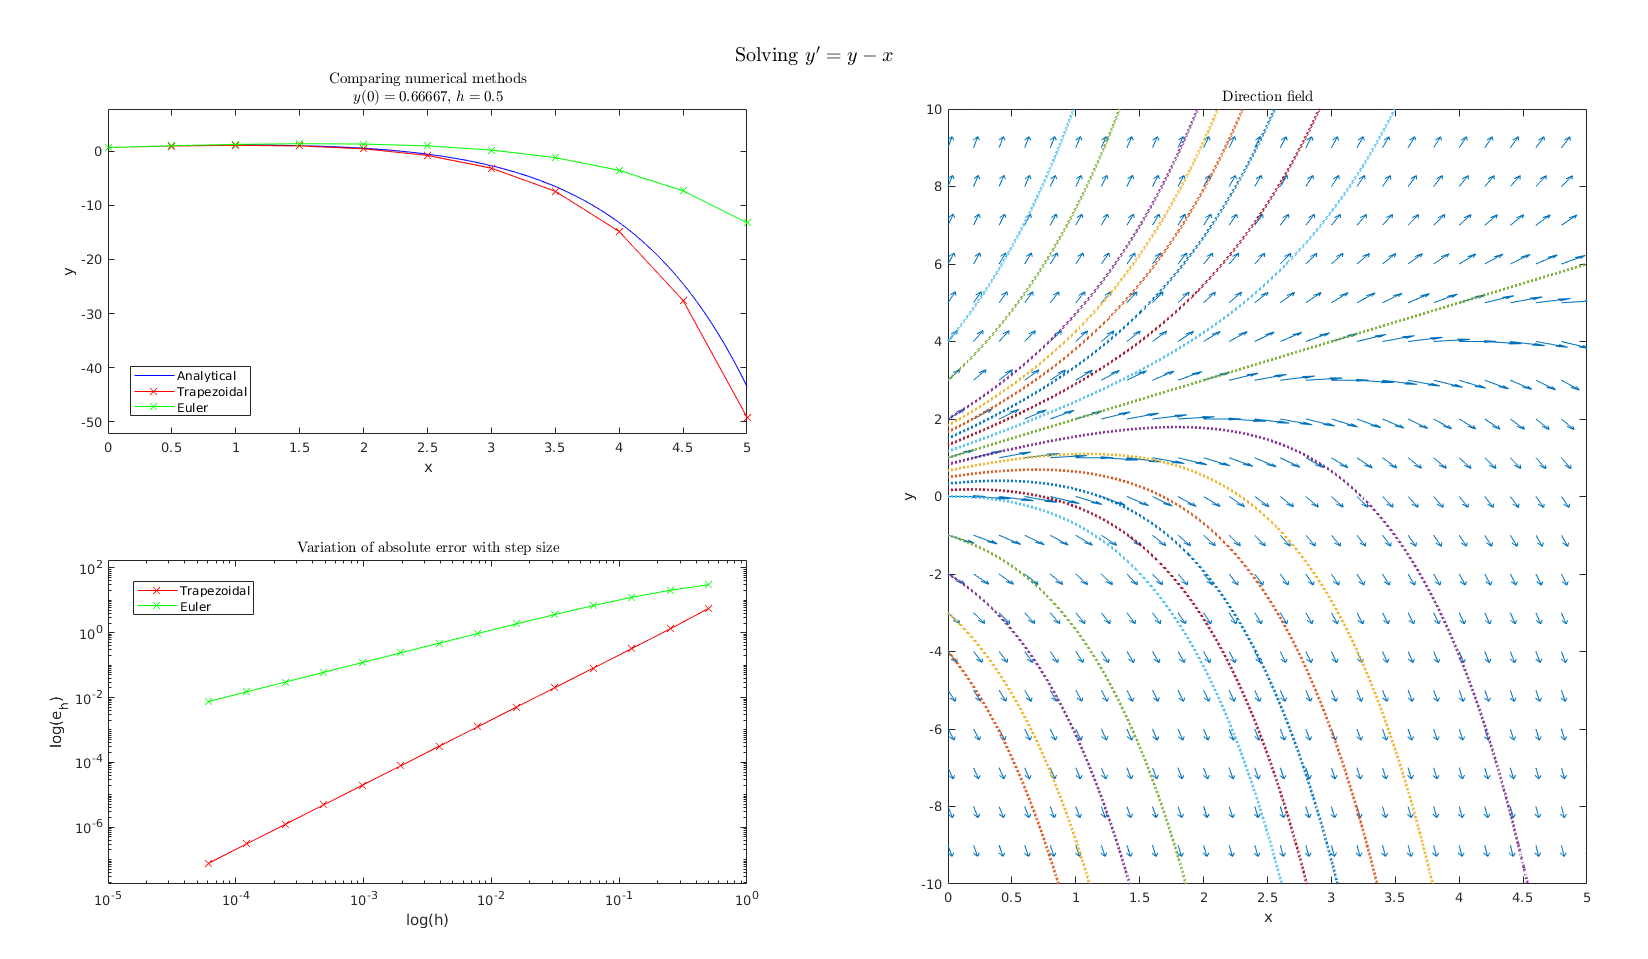 Solving y′ = y − x
Comparing numerical methods
y(0) = 0.66667, h = 0.5
0
-10
-20
-30
-40
-50
y
Analytical
Trapezoidal
Euler
0 0.5 1 1.5 2 2.5 3 3.5 4 4.5 5
x
Variation of absolute error with step size
10^2
10^0
10^-2
10^-4
10^-6
log(e_h)
Trapezoidal
Euler
10^-5 10^-4 10^-3 10^-2 10^-1 10^0
log(h)
Direction field
10
8
6
4
2
0
-2
-4
-6
-8
-10
y
0 0.5 1 1.5 2 2.5 3 3.5 4 4.5 5
x